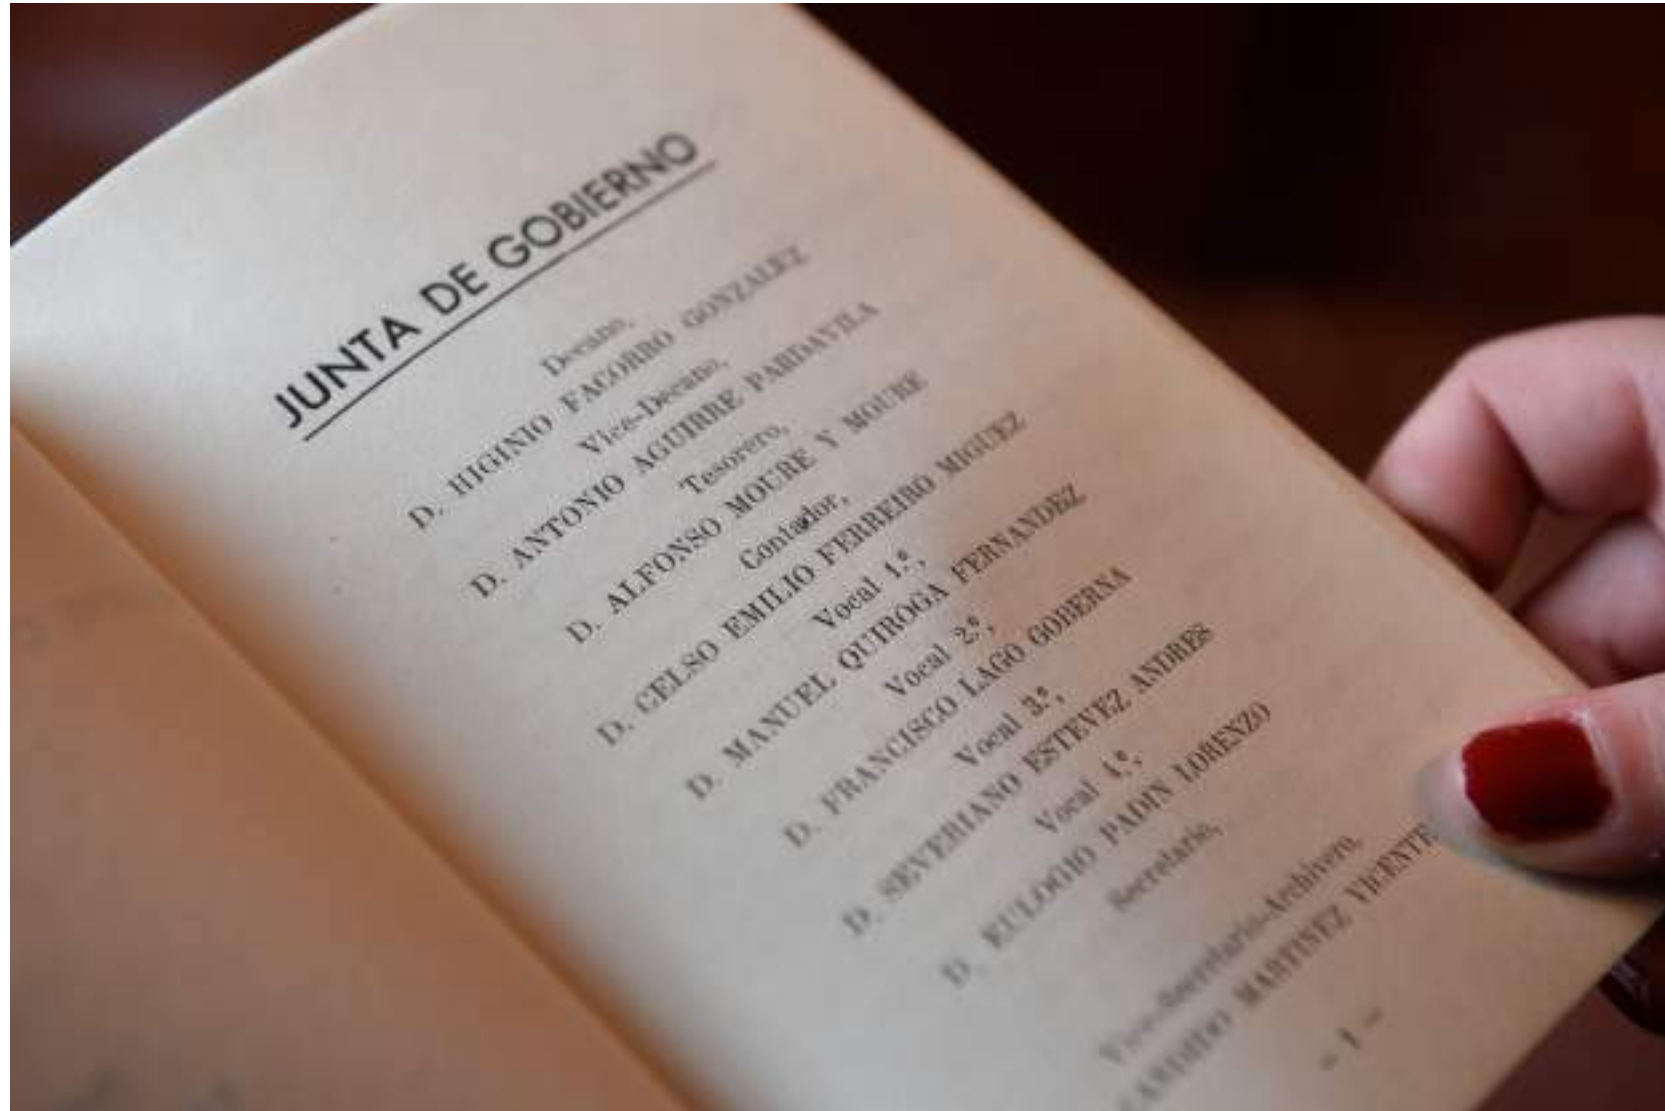 JUNTA DE GOBIERNO
Decano,
D. HIGINIO FACORRO GONZALEZ
Vice-Decano,
D. ANTONIO AGUIRRE PARDAVILA
Tesorero,
D. ALFONSO MOURE Y MOURE
Contador,
D. CELSO EMILIO FERREIRO MIGUEZ
Vocal 1.º,
D. MANUEL QUIROGA FERNANDEZ
Vocal 2.º,
D. FRANCISCO LAGO GOBERNA
Vocal 3.º,
D. SEVERIANO ESTEVEZ ANDRES
Vocal 4.º,
D. EULOGIO PADIN LORENZO
Secretario,
Vice-Secretario-Archivero,
CANDIDO MARTINEZ VICENTE
- 1 -